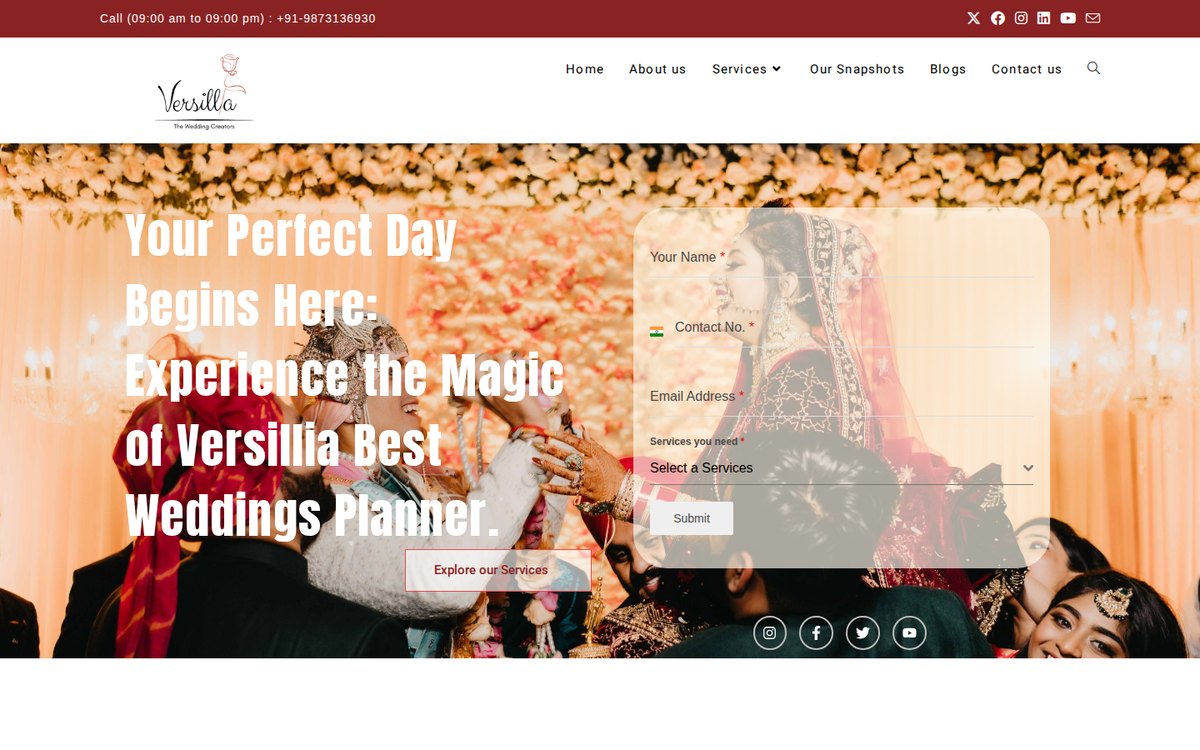 Call (09:00 am to 09:00 pm) : +91-9873136930
Versillia
The Wedding Creators
Home About us Services Our Snapshots Blogs Contact us
Your Perfect Day
Begins Here:
Experience the Magic
of Versillia Best
Weddings Planner.
Explore our Services
Your Name *
Contact No. *
Email Address *
Services you need *
Select a Services
Submit